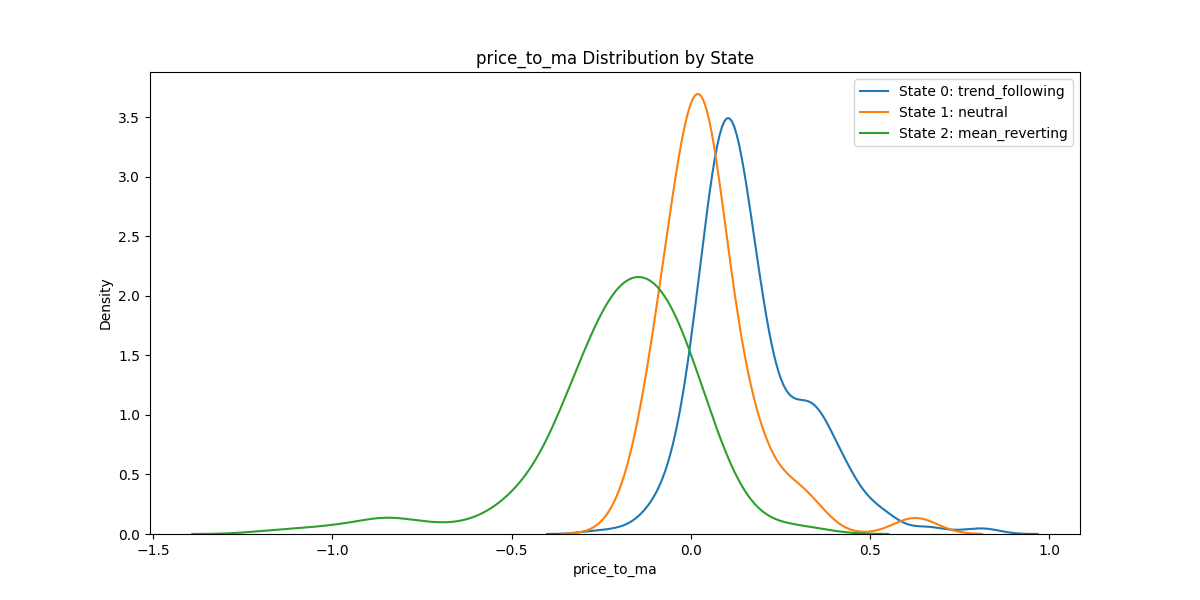 price_to_ma Distribution by State
State 0: trend_following
State 1: neutral
State 2: mean_reverting
Density
3.5
3.0
2.5
2.0
1.5
1.0
0.5
0.0
−1.5 −1.0 −0.5 0.0 0.5 1.0
price_to_ma